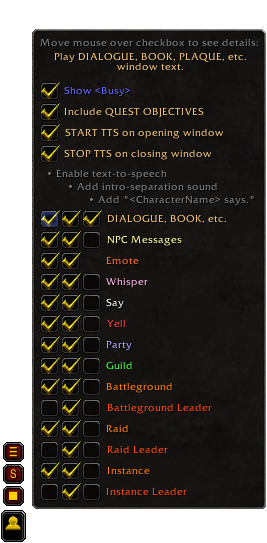 Move mouse over checkbox to see details:
Play DIALOGUE, BOOK, PLAQUE, etc.
window text.
Show <Busy>
Include QUEST OBJECTIVES
START TTS on opening window
STOP TTS on closing window
• Enable text-to-speech
• Add intro-separation sound
• Add "<CharacterName> says."
DIALOGUE, BOOK, etc.
NPC Messages
Emote
Whisper
Say
Yell
Party
Guild
Battleground
Battleground Leader
Raid
Raid Leader
Instance
Instance Leader
S